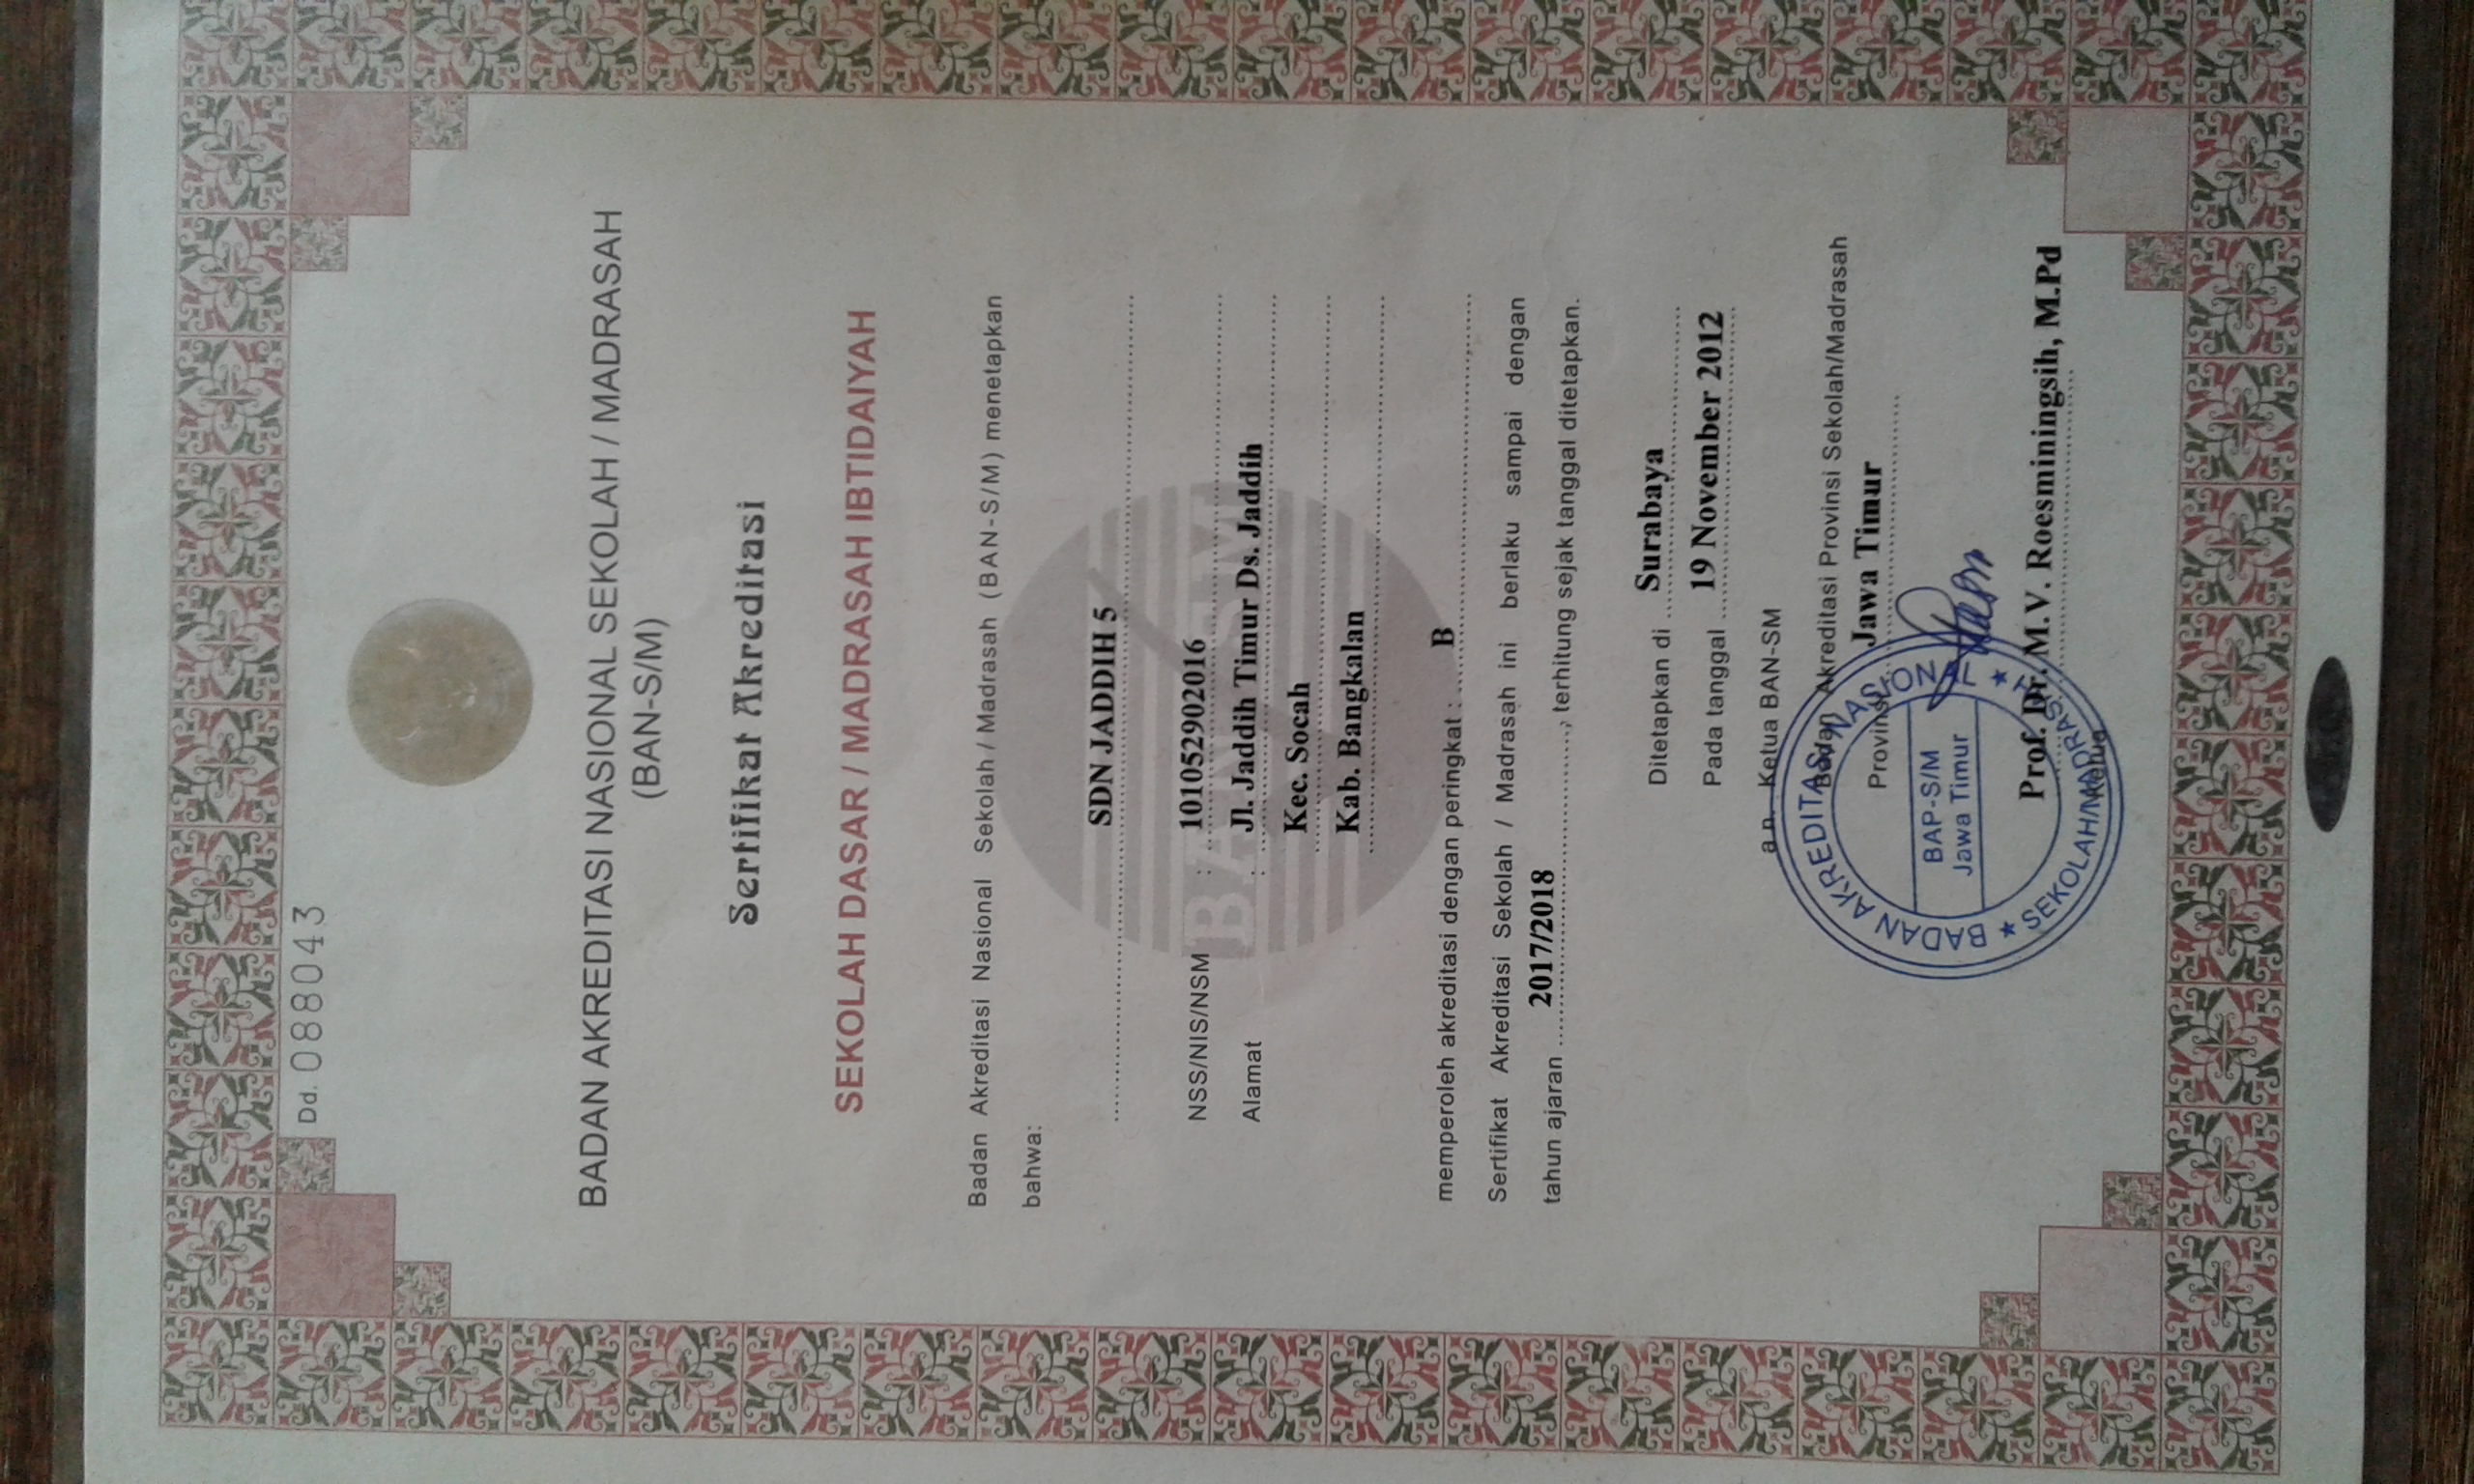 Dd. 088043
BADAN AKREDITASI NASIONAL SEKOLAH / MADRASAH
(BAN-S/M)
Sertifikat Akreditasi
SEKOLAH DASAR / MADRASAH IBTIDAIYAH
Badan Akreditasi Nasional Sekolah / Madrasah (BAN-S/M) menetapkan
bahwa:
SDN JADDIH 5
NSS/NIS/NSM : 101052902016
Alamat : Jl. Jaddih Timur Ds. Jaddih
Kec. Socah
Kab. Bangkalan
BAN-SM
memperoleh akreditasi dengan peringkat : B
Sertifikat Akreditasi Sekolah / Madrasah ini berlaku sampai dengan
tahun ajaran 2017/2018, terhitung sejak tanggal ditetapkan.
Ditetapkan di Surabaya
Pada tanggal 19 November 2012
a.n. Ketua BAN-SM
Badan Akreditasi Provinsi Sekolah/Madrasah
Provinsi Jawa Timur
BADAN AKREDITASI NASIONAL
BAP-S/M
Jawa Timur
SEKOLAH/MADRASAH
Prof. Dr. M.V. Roesminingsih, M.Pd
Ketua